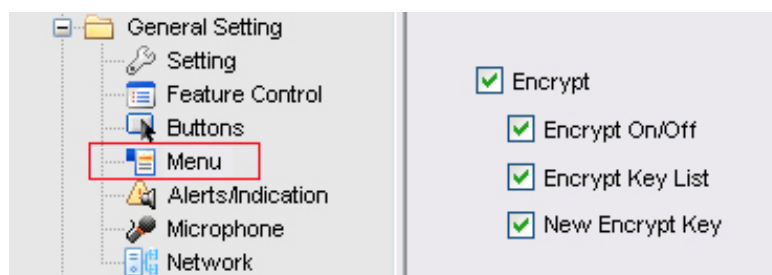 General Setting
Setting
Feature Control
Buttons
Menu
Alerts/Indication
Microphone
Network
Encrypt
Encrypt On/Off
Encrypt Key List
New Encrypt Key